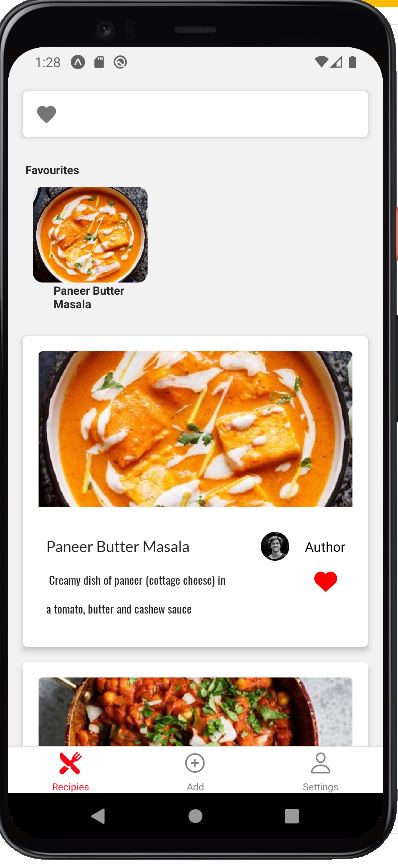 1:28
Favourites
Paneer Butter
Masala
Paneer Butter Masala
Author
Creamy dish of paneer (cottage cheese) in
a tomato, butter and cashew sauce
Recipies
Add
Settings